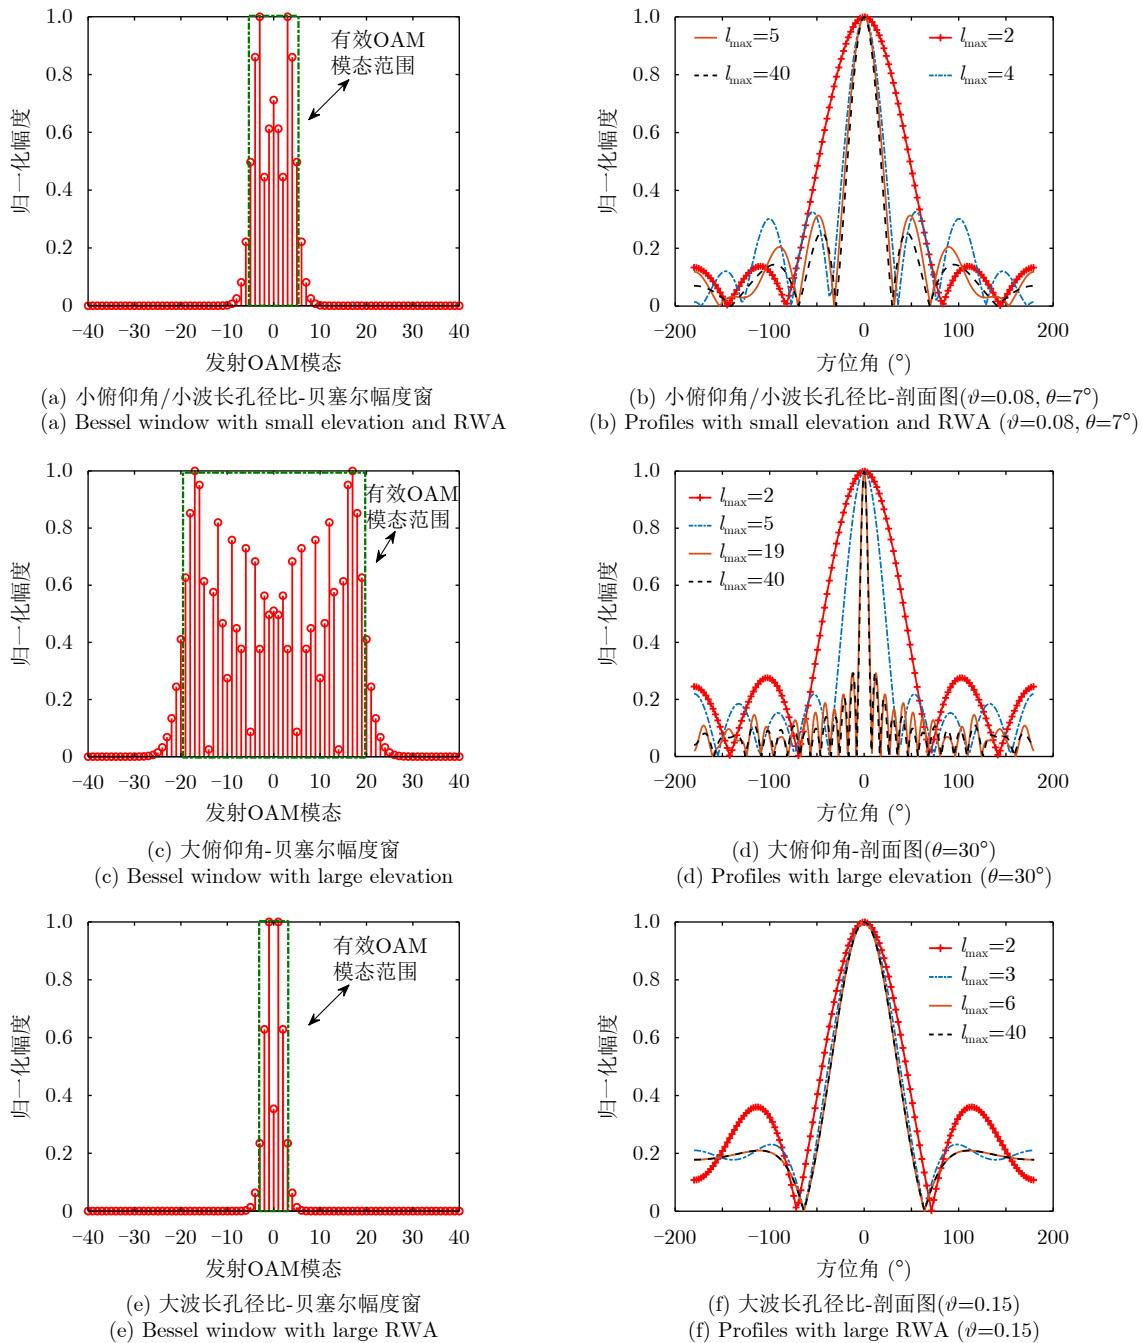 1.0
0.8
0.6
0.4
0.2
0
归一化幅度
有效OAM
模态范围
−40 −30 −20 −10 0 10 20 30 40
发射OAM模态
(a) 小俯仰角/小波长孔径比-贝塞尔幅度窗
(a) Bessel window with small elevation and RWA
1.0
0.8
0.6
0.4
0.2
0
归一化幅度
lmax=5
lmax=2
lmax=40
lmax=4
−200 −100 0 100 200
方位角 (°)
(b) 小俯仰角/小波长孔径比-剖面图(ϑ=0.08, θ=7°)
(b) Profiles with small elevation and RWA (ϑ=0.08, θ=7°)
1.0
0.8
0.6
0.4
0.2
0
归一化幅度
有效OAM
模态范围
−40 −30 −20 −10 0 10 20 30 40
发射OAM模态
(c) 大俯仰角-贝塞尔幅度窗
(c) Bessel window with large elevation
1.0
0.8
0.6
0.4
0.2
0
归一化幅度
lmax=2
lmax=5
lmax=19
lmax=40
−200 −100 0 100 200
方位角 (°)
(d) 大俯仰角-剖面图(θ=30°)
(d) Profiles with large elevation (θ=30°)
1.0
0.8
0.6
0.4
0.2
0
归一化幅度
有效OAM
模态范围
−40 −30 −20 −10 0 10 20 30 40
发射OAM模态
(e) 大波长孔径比-贝塞尔幅度窗
(e) Bessel window with large RWA
1.0
0.8
0.6
0.4
0.2
0
归一化幅度
lmax=2
lmax=3
lmax=6
lmax=40
−200 −100 0 100 200
方位角 (°)
(f) 大波长孔径比-剖面图(ϑ=0.15)
(f) Profiles with large RWA (ϑ=0.15)